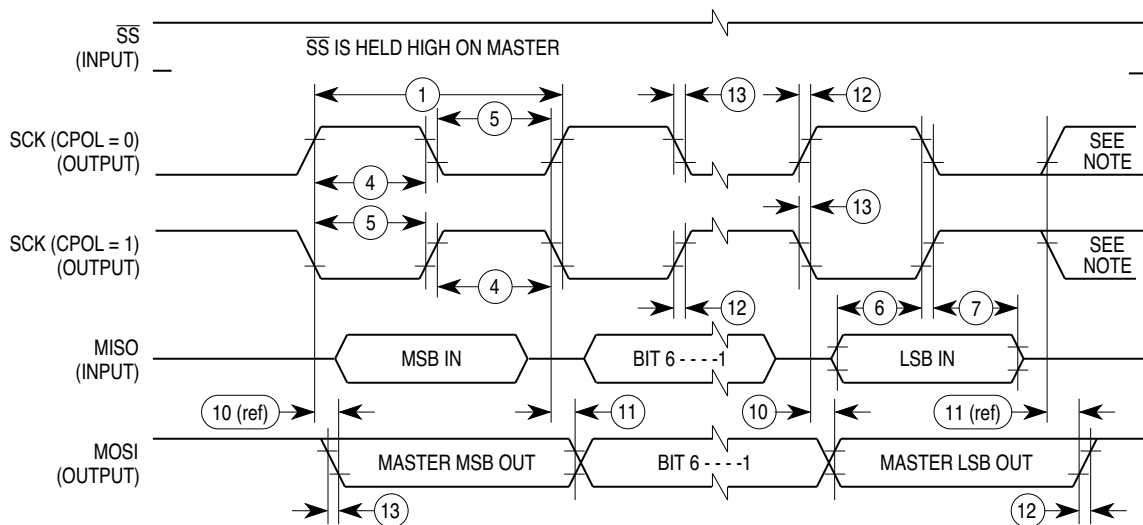 SS
(INPUT)
SS IS HELD HIGH ON MASTER
1
13
12
5
SCK (CPOL = 0)
(OUTPUT)
SEE
NOTE
4
5
13
SCK (CPOL = 1)
(OUTPUT)
SEE
NOTE
4
12
6
7
MISO
(INPUT)
MSB IN
BIT 6 - - - -1
LSB IN
10 (ref)
11
10
11 (ref)
MOSI
(OUTPUT)
MASTER MSB OUT
BIT 6 - - - -1
MASTER LSB OUT
13
12